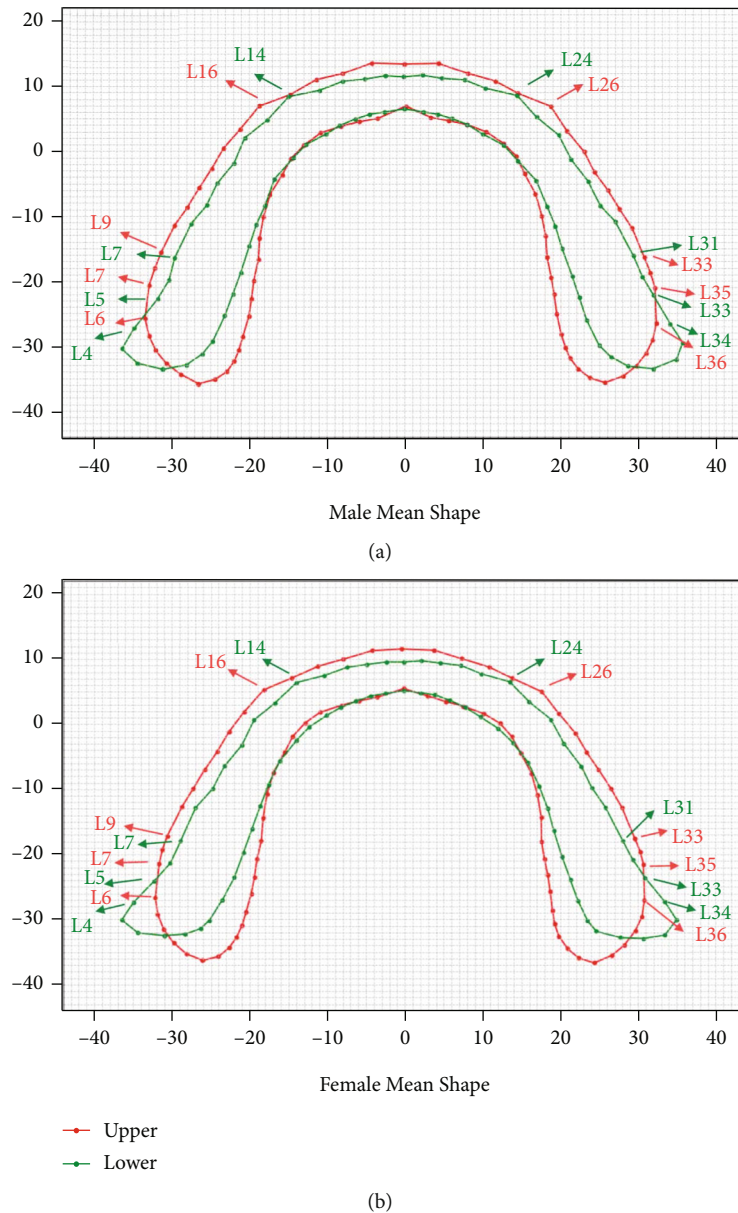 20
L14
L24
L16
L26
10
0
−10
L9
L7
L31
L33
L7
L35
−20
L5
L33
L6
L34
−30
L4
L36
−40
−40 −30 −20 −10 0 10 20 30 40
Male Mean Shape
(a)
20
L14
L24
L16
L26
10
0
−10
L9
L7
L31
L33
L7
L35
−20
L5
L33
L6
L34
L4
L36
−30
−40
−40 −30 −20 −10 0 10 20 30 40
Female Mean Shape
Upper
Lower
(b)